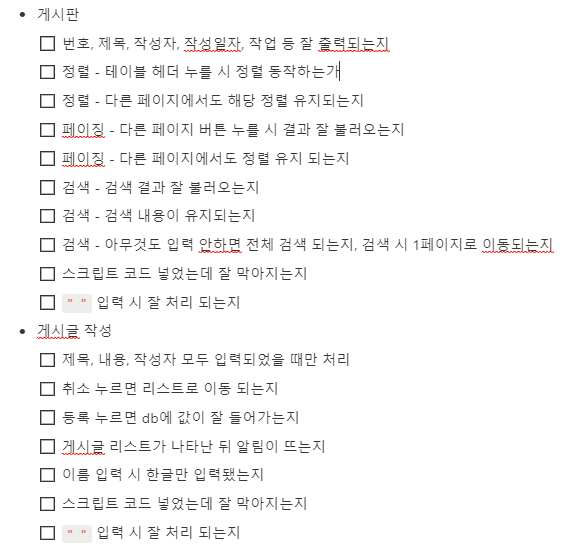 게시판
번호, 제목, 작성자, 작성일자, 작업 등 잘 출력되는지
정렬 - 테이블 헤더 누를 시 정렬 동작하는가
정렬 - 다른 페이지에서도 해당 정렬 유지되는지
페이징 - 다른 페이지 버튼 누를 시 결과 잘 불러오는지
페이징 - 다른 페이지에서도 정렬 유지 되는지
검색 - 검색 결과 잘 불러오는지
검색 - 검색 내용이 유지되는지
검색 - 아무것도 입력 안하면 전체 검색 되는지, 검색 시 1페이지로 이동되는지
스크립트 코드 넣었는데 잘 막아지는지
" " 입력 시 잘 처리 되는지
게시글 작성
제목, 내용, 작성자 모두 입력되었을 때만 처리
취소 누르면 리스트로 이동 되는지
등록 누르면 db에 값이 잘 들어가는지
게시글 리스트가 나타난 뒤 알림이 뜨는지
이름 입력 시 한글만 입력됐는지
스크립트 코드 넣었는데 잘 막아지는지
" " 입력 시 잘 처리 되는지